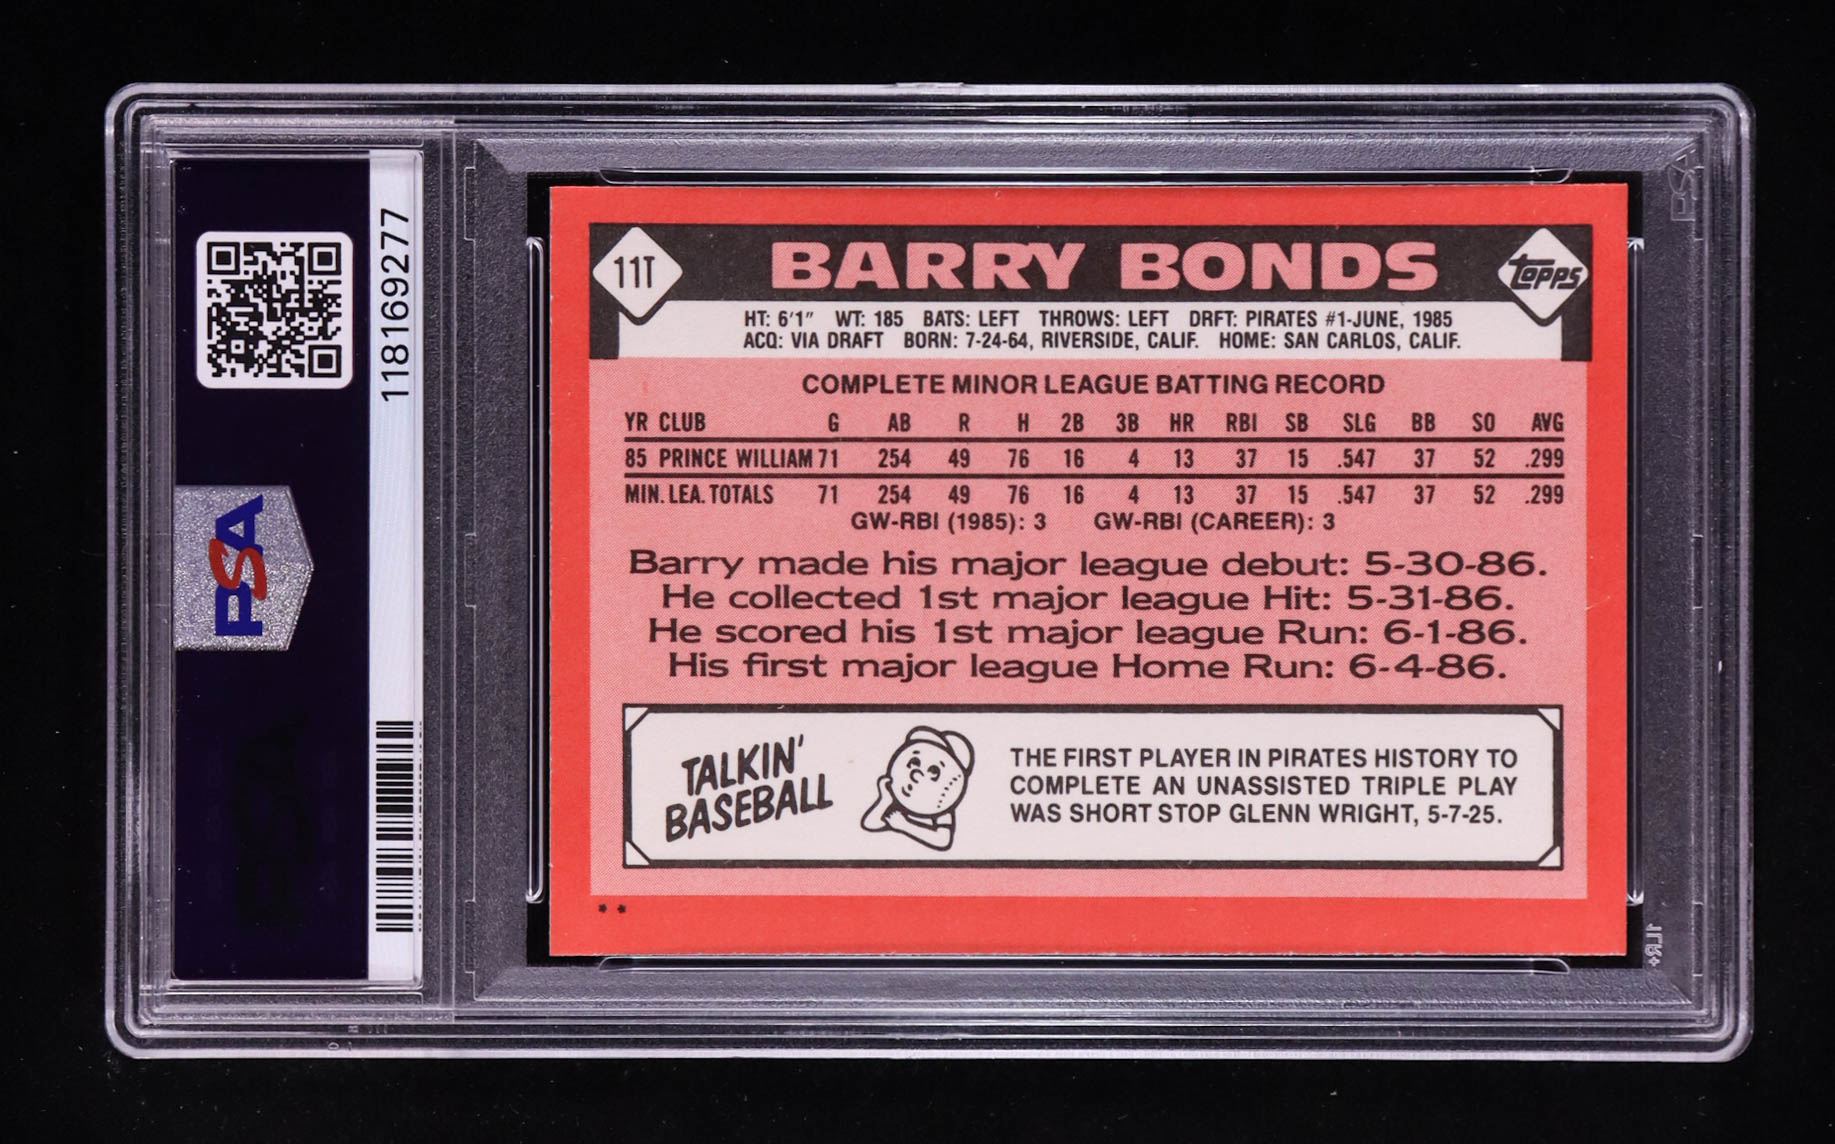 118169277
PSA
11T
BARRY BONDS
topps
HT: 6'1" WT: 185 BATS: LEFT THROWS: LEFT DRFT: PIRATES #1-JUNE, 1985
ACQ: VIA DRAFT BORN: 7-24-64, RIVERSIDE, CALIF. HOME: SAN CARLOS, CALIF.
COMPLETE MINOR LEAGUE BATTING RECORD
YR CLUB G AB R H 2B 3B HR RBI SB SLG BB SO AVG
85 PRINCE WILLIAM 71 254 49 76 16 4 13 37 15 .547 37 52 .299
MIN. LEA. TOTALS 71 254 49 76 16 4 13 37 15 .547 37 52 .299
GW-RBI (1985): 3 GW-RBI (CAREER): 3
Barry made his major league debut: 5-30-86.
He collected 1st major league Hit: 5-31-86.
He scored his 1st major league Run: 6-1-86.
His first major league Home Run: 6-4-86.
TALKIN'
BASEBALL
THE FIRST PLAYER IN PIRATES HISTORY TO
COMPLETE AN UNASSISTED TRIPLE PLAY
WAS SHORT STOP GLENN WRIGHT, 5-7-25.
**
PSA
1LR+